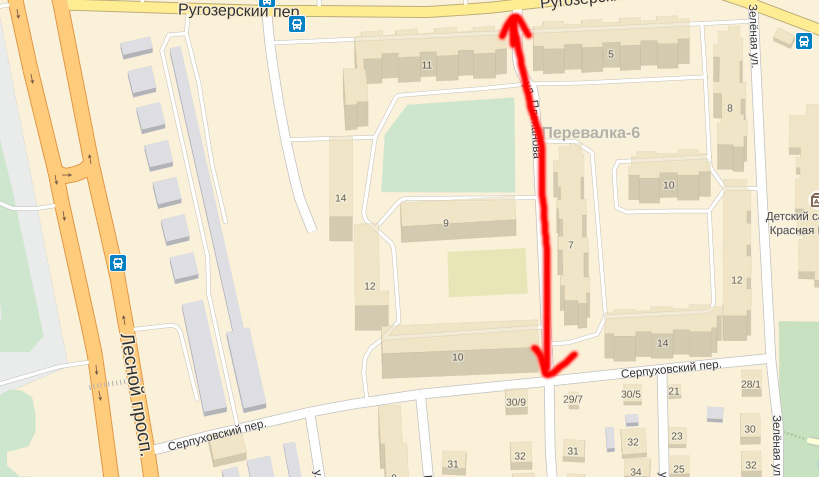 Ругозерский пер.
Ругозерск
Зелёная ул.
11
5
8
Перевалка-6
14
10
9
7
Детский са
Красная
12
12
10
14
Лесной просп.
Серпуховский пер.
Серпуховский пер.
30/9
29/7
30/5
21
28/1
Зелёная ул.
31
32
31
32
23
30
34
25
32